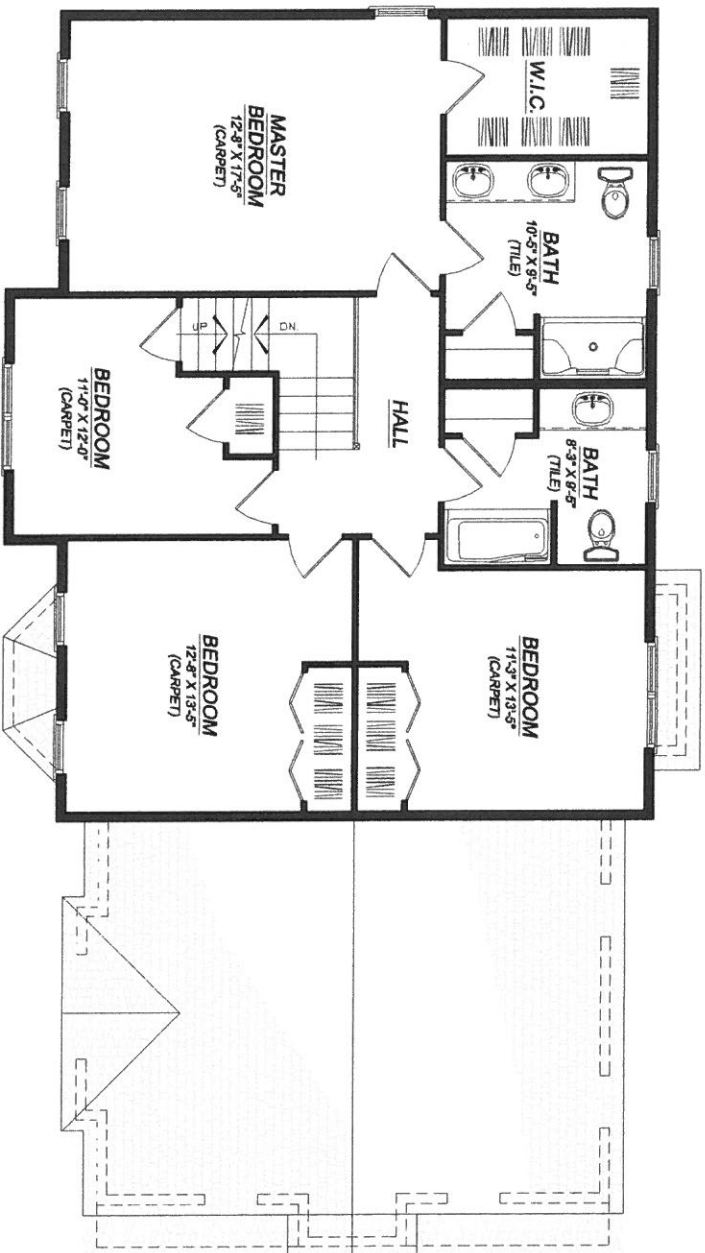 W.I.C.
MASTER
BEDROOM
12'-8" X 17'-5"
(CARPET)
BATH
10'-5" X 9'-5"
(TILE)
UP
DN.
HALL
BEDROOM
11'-0" X 12'-0"
(CARPET)
BATH
8'-3" X 9'-5"
(TILE)
BEDROOM
12'-8" X 13'-5"
(CARPET)
BEDROOM
11'-3" X 13'-5"
(CARPET)